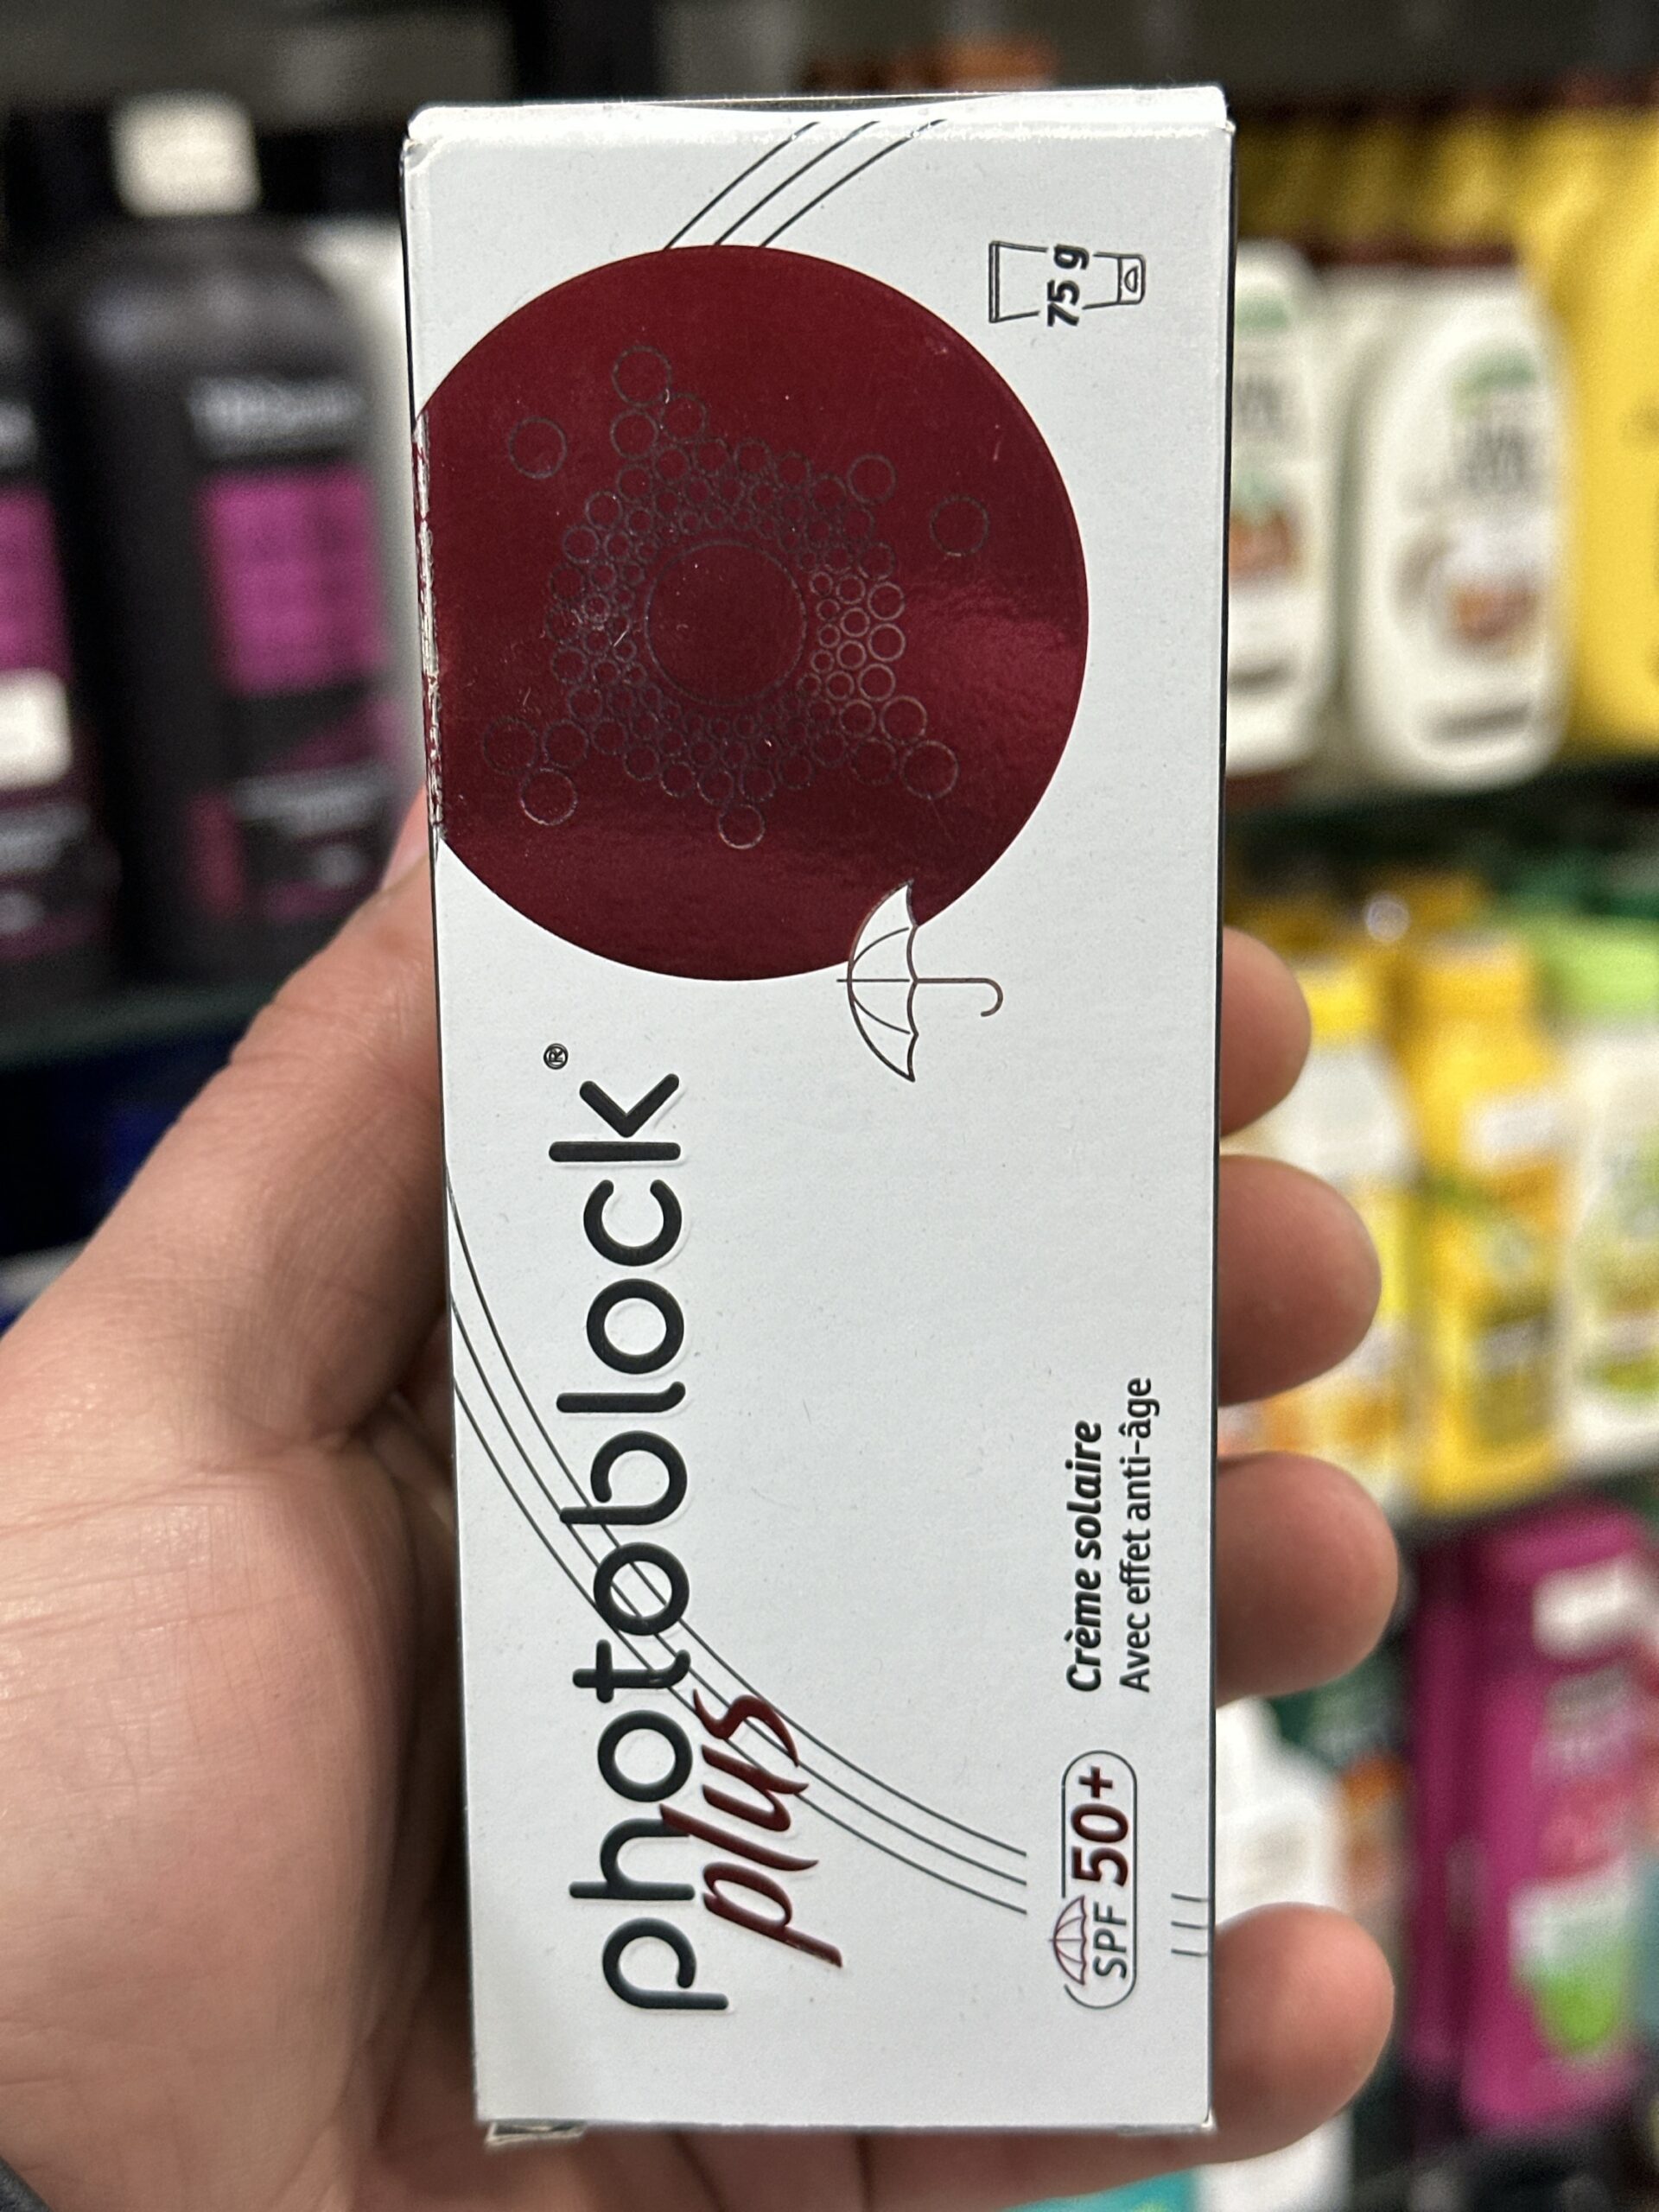 photoblock®
plus
SPF 50+
Crème solaire
Avec effet anti-âge
75 g